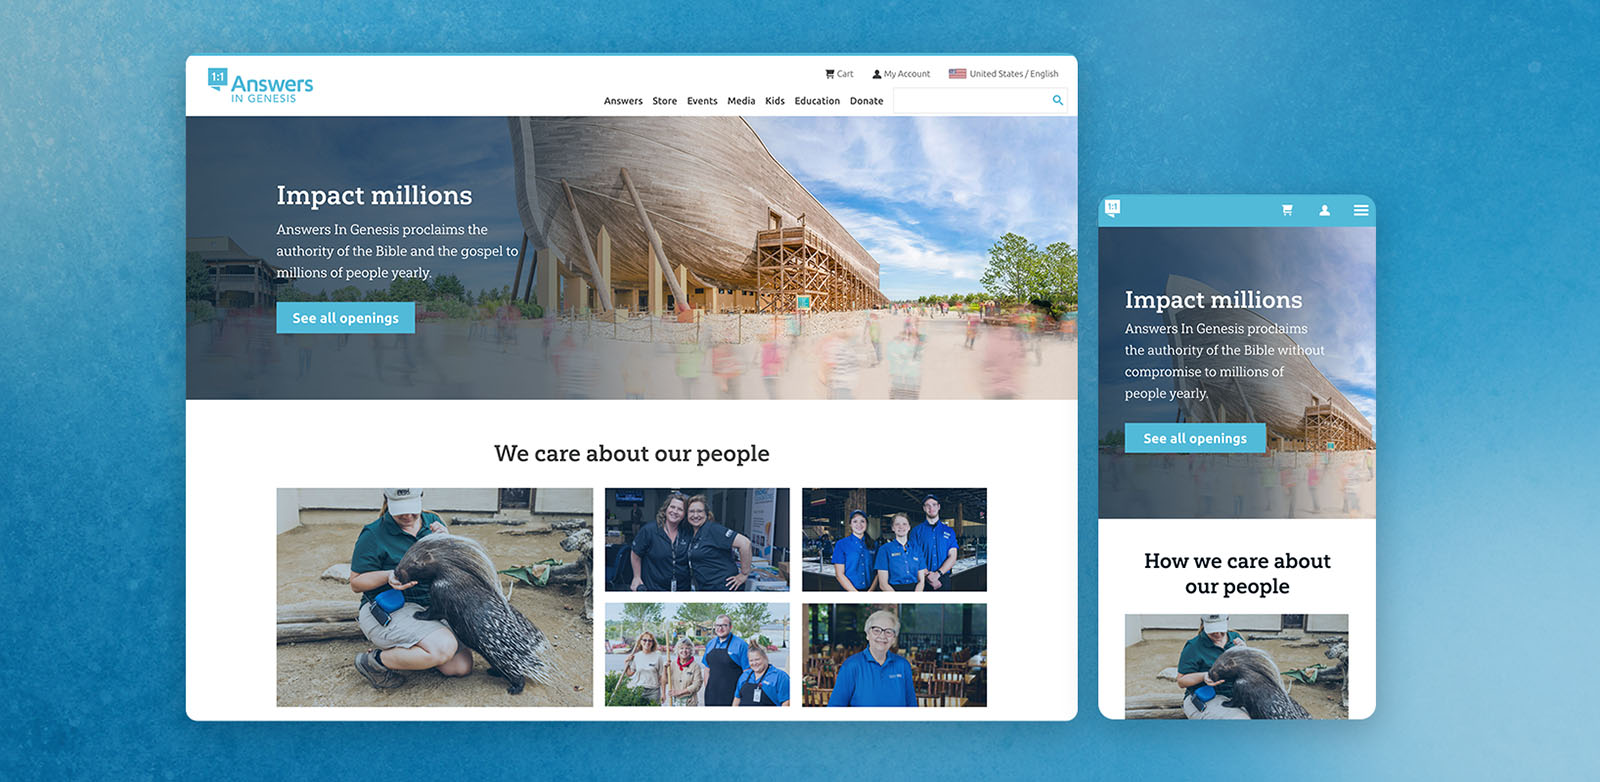 1:1
Answers
IN GENESIS
Cart
My Account
United States / English
Answers
Store
Events
Media
Kids
Education
Donate
Impact millions
Answers In Genesis proclaims the
authority of the Bible and the gospel to
millions of people yearly.
See all openings
We care about our people
1:1
Impact millions
Answers In Genesis proclaims
the authority of the Bible without
compromise to millions of
people yearly.
See all openings
How we care about
our people